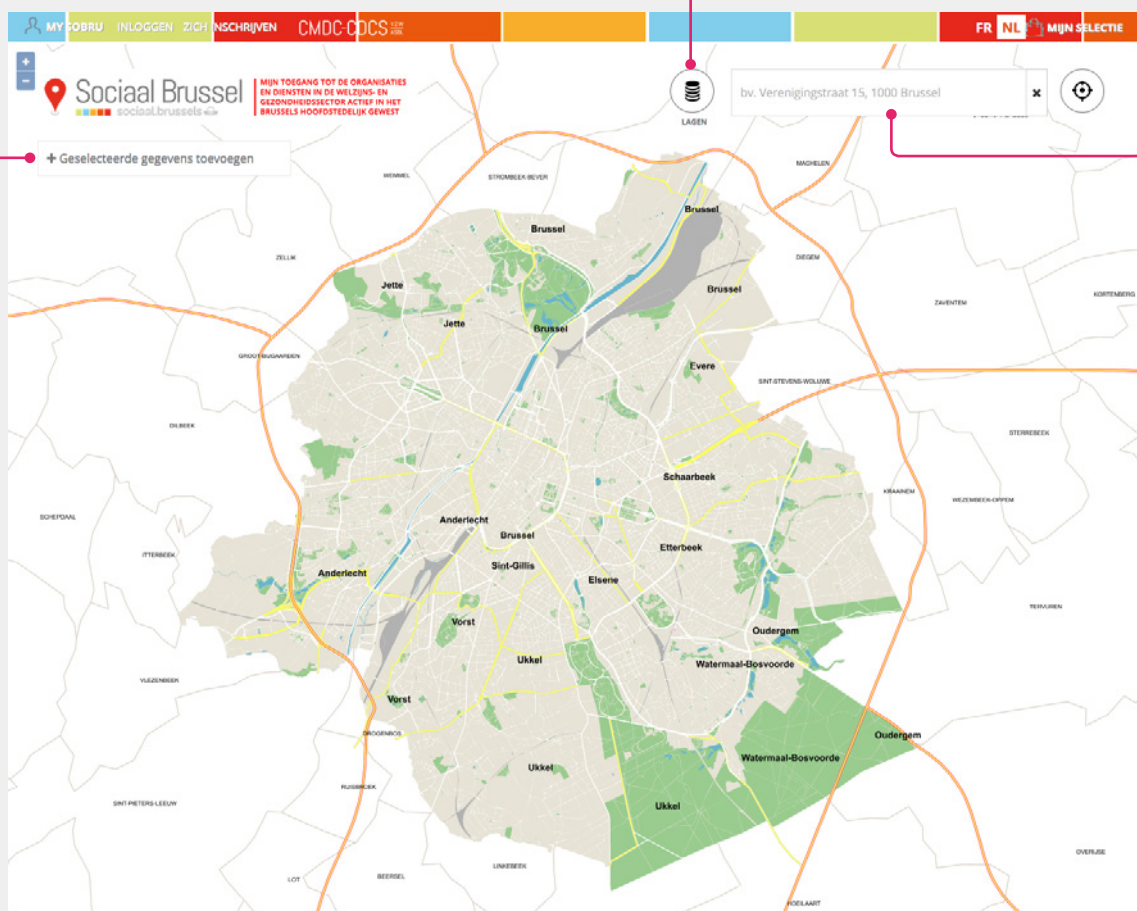 MY SOBRU INLOGGEN ZICH INSCHRIJVEN CMDC-CDCS VZW ASBL FR NL MIJN SELECTIE
+
-
Sociaal Brussel
sociaal.brussels
MIJN TOEGANG TOT DE ORGANISATIES
EN DIENSTEN IN DE WELZIJNS- EN
GEZONDHEIDSSECTOR ACTIEF IN HET
BRUSSELS HOOFDSTEDELIJK GEWEST
LAGEN
bv. Verenigingstraat 15, 1000 Brussel
+ Geselecteerde gegevens toevoegen
MACHELEN
WEMMEL
STROMBEEK-BEVER
Brussel
Brussel
ZELLIK
DIEGEM
Jette
Brussel
KORTENBERG
ZAVENTEM
Jette
Brussel
GROOT-BIJGAARDEN
Evere
SINT-STEVENS-WOLUWE
DILBEEK
STERREBEEK
Schaarbeek
KRAAINEM
WEZEMBEEK-OPPEM
SCHEPDAAL
Anderlecht
Brussel
Etterbeek
ITTERBEEK
Sint-Gillis
Anderlecht
Elsene
TERVUREN
Vorst
Oudergem
Ukkel
Watermaal-Bosvoorde
VLEZENBEEK
Vorst
DROGENBOS
Oudergem
Watermaal-Bosvoorde
Ukkel
RUISBROEK
SINT-PIETERS-LEEUW
Ukkel
OVERIJSE
LINKEBEEK
LOT
BEERSEL
HOEILAART